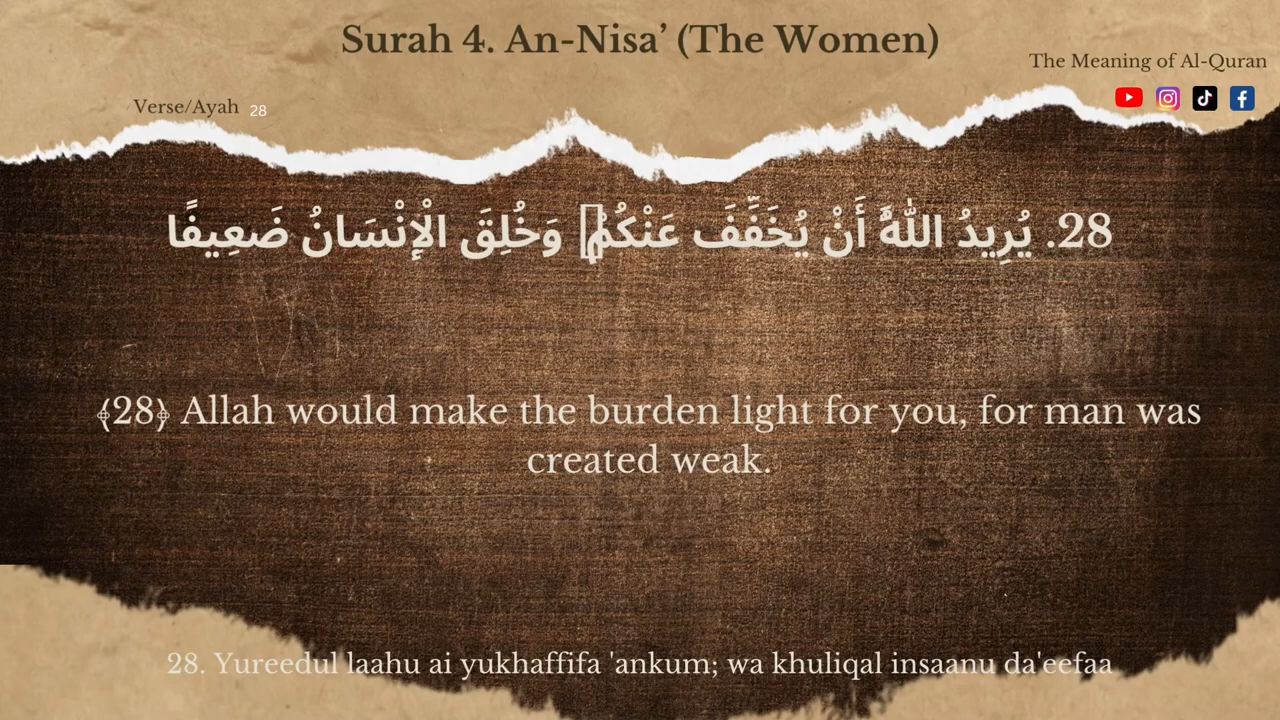 Surah 4. An-Nisa’ (The Women)
The Meaning of Al-Quran
Verse/Ayah 28
28. يُرِيدُ اللَّهُ أَنْ يُخَفِّفَ عَنْكُمْ وَخُلِقَ الْإِنْسَانُ ضَعِيفًا
﴾28﴿ Allah would make the burden light for you, for man was
created weak.
28. Yureedul laahu ai yukhaffifa 'ankum; wa khuliqal insaanu da'eefaa